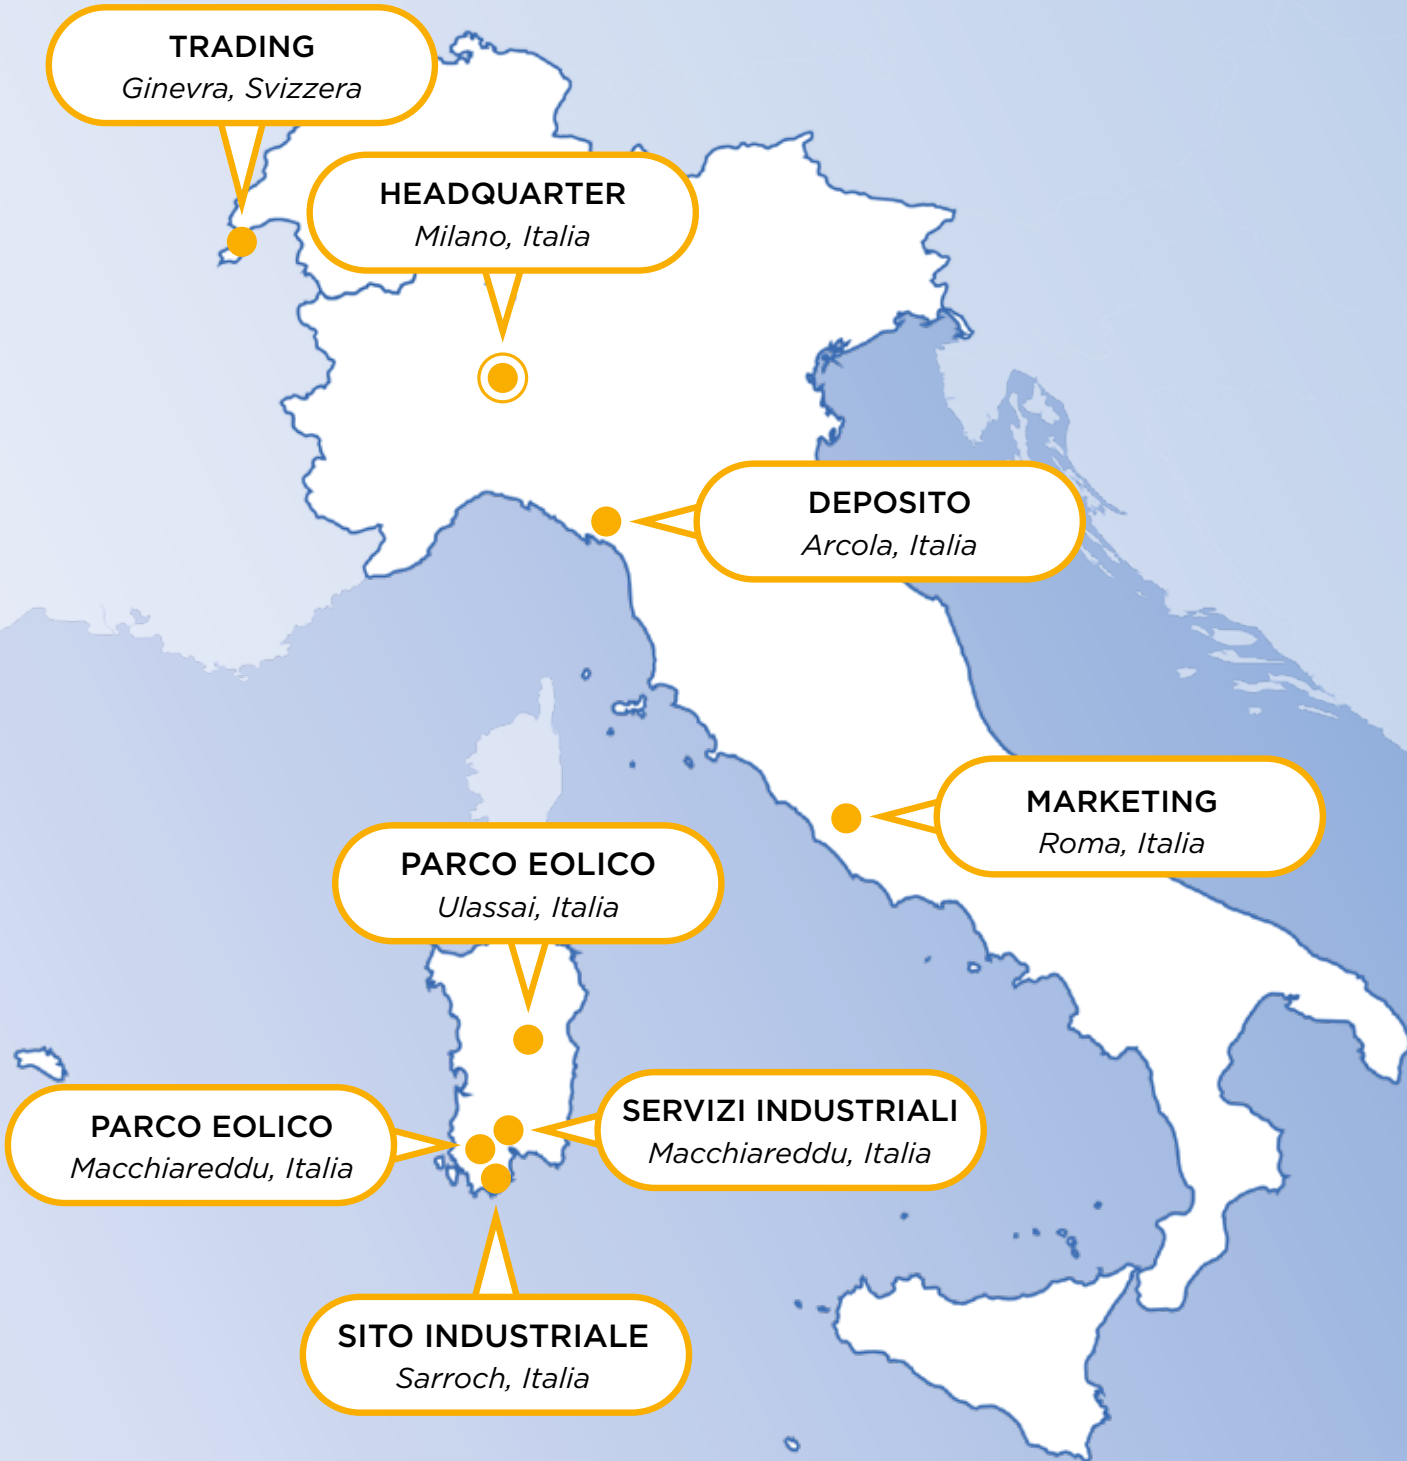 TRADING
Ginevra, Svizzera
HEADQUARTER
Milano, Italia
DEPOSITO
Arcola, Italia
MARKETING
Roma, Italia
PARCO EOLICO
Ulassai, Italia
SERVIZI INDUSTRIALI
Macchiareddu, Italia
PARCO EOLICO
Macchiareddu, Italia
SITO INDUSTRIALE
Sarroch, Italia